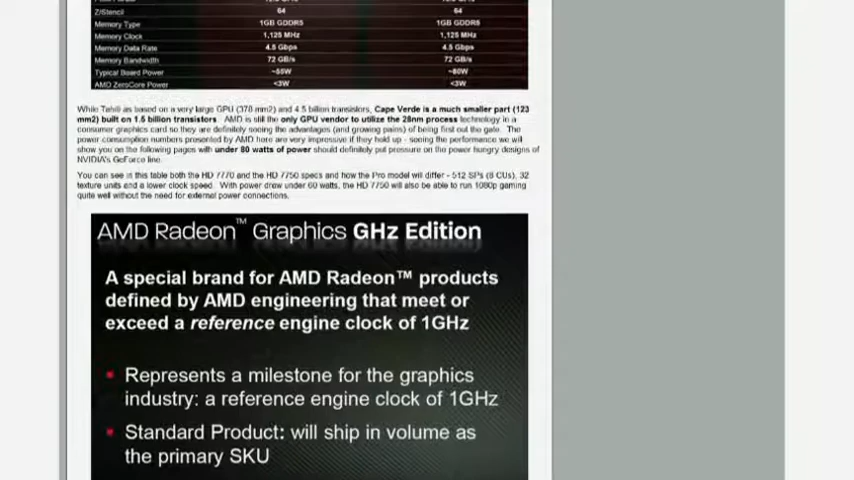 Z/Stencil 64 64
Memory Type 1GB GDDR5 1GB GDDR5
Memory Clock 1,125 MHz 1,125 MHz
Memory Data Rate 4.5 Gbps 4.5 Gbps
Memory Bandwidth 72 GB/s 72 GB/s
Typical Board Power ~55W ~80W
AMD ZeroCore Power <3W <3W
While Tahiti as based on a very large GPU (378 mm2) and 4.5 billion transistors, Cape Verde is a much smaller part (123
mm2) built on 1.5 billion transistors. AMD is still the only GPU vendor to utilize the 28nm process technology in a
consumer graphics card so they are definitely seeing the advantages (and growing pains) of being first out the gate. The
power consumption numbers presented by AMD here are very impressive if they hold up - seeing the performance we will
show you on the following pages with under 80 watts of power should definitely put pressure on the power hungry designs of
NVIDIA's GeForce line.
You can see in this table both the HD 7770 and the HD 7750 specs and how the Pro model will differ - 512 SPs (8 CUs), 32
texture units and a lower clock speed. With power draw under 60 watts, the HD 7750 will also be able to run 1080p gaming
quite well without the need for external power connections.
AMD Radeon™ Graphics GHz Edition
A special brand for AMD Radeon™ products
defined by AMD engineering that meet or
exceed a reference engine clock of 1GHz
Represents a milestone for the graphics
industry: a reference engine clock of 1GHz
Standard Product: will ship in volume as
the primary SKU